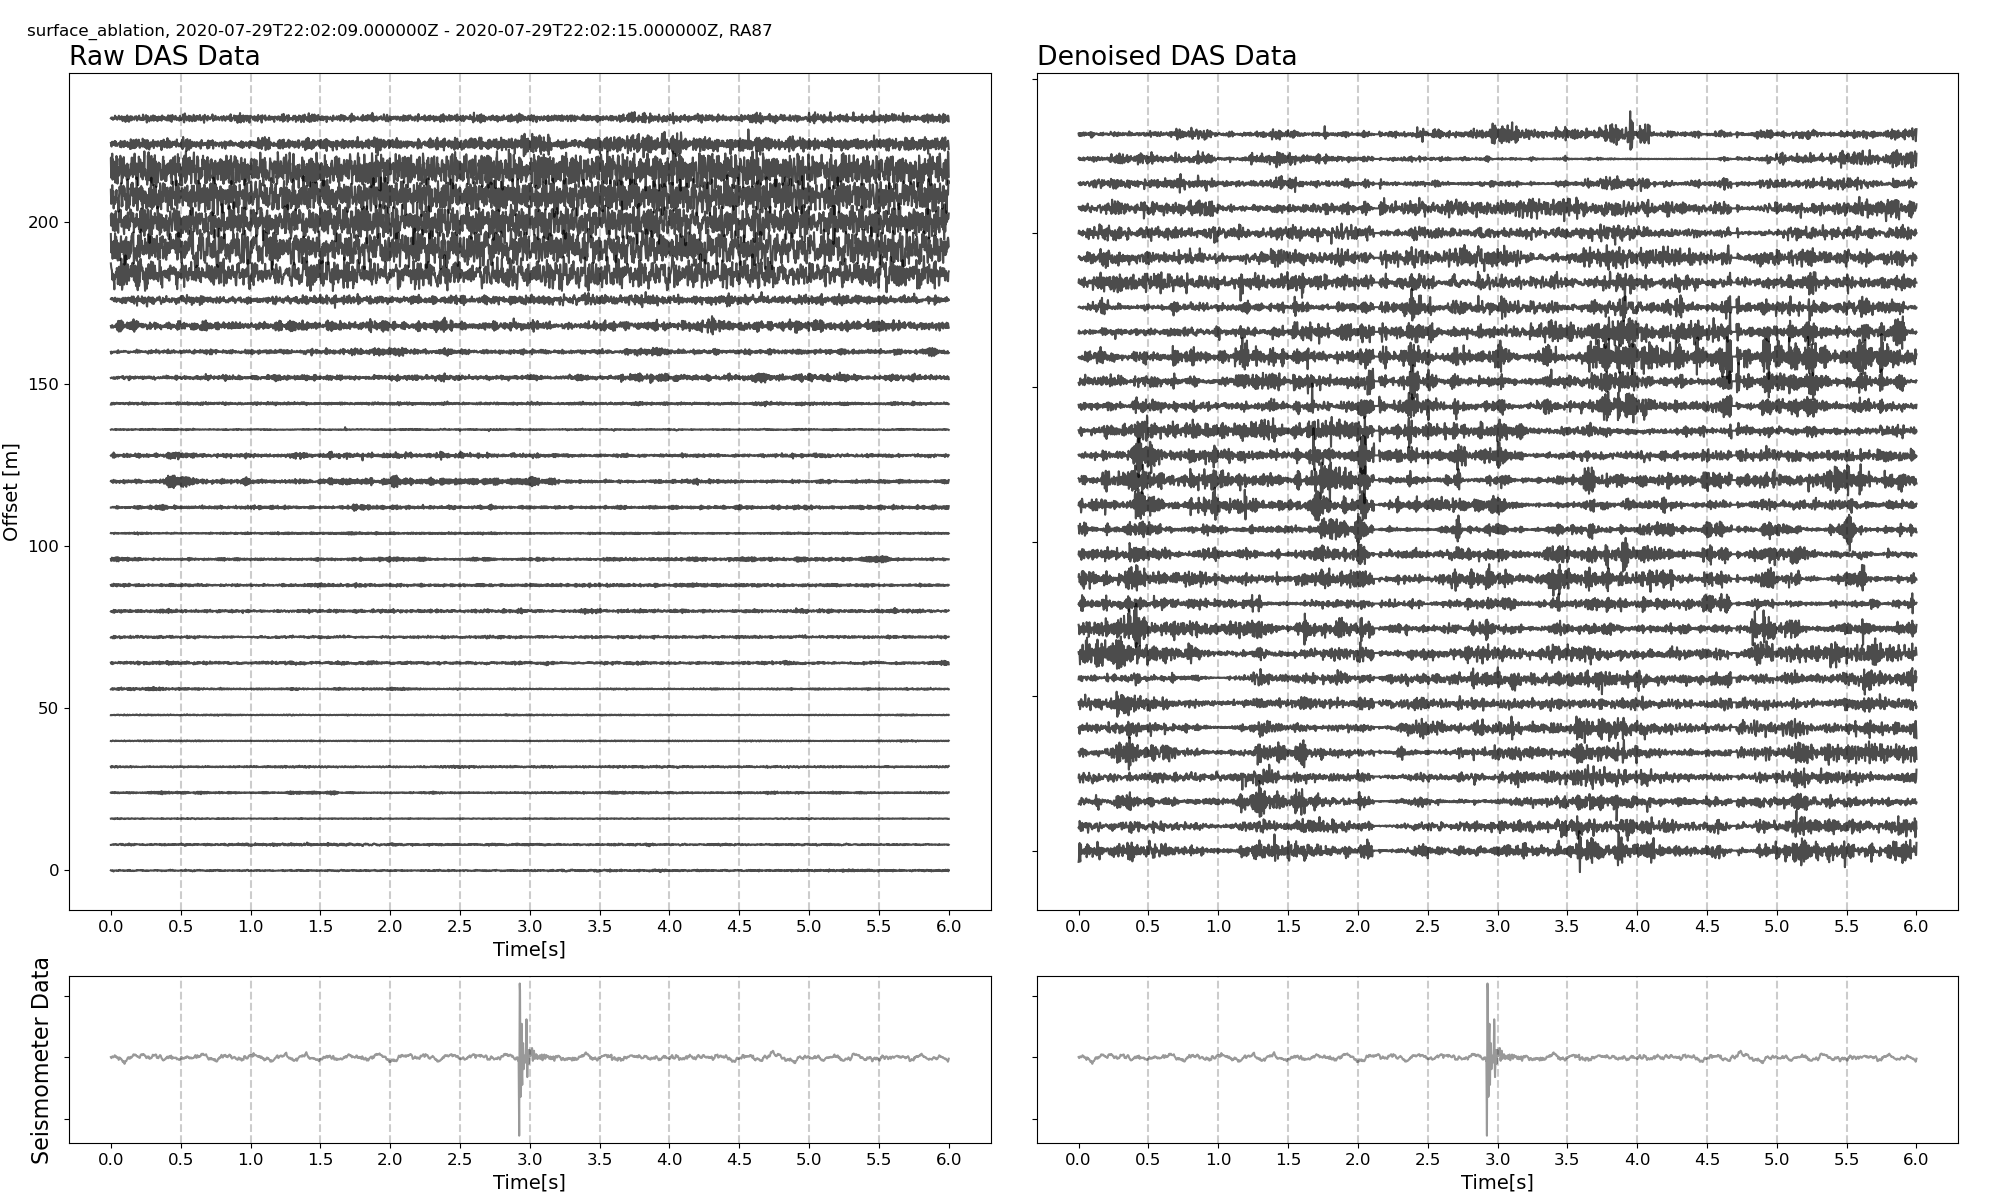 surface_ablation, 2020-07-29T22:02:09.000000Z - 2020-07-29T22:02:15.000000Z, RA87
Raw DAS Data
Denoised DAS Data
Offset [m]
200
150
100
50
0
0.0 0.5 1.0 1.5 2.0 2.5 3.0 3.5 4.0 4.5 5.0 5.5 6.0
Time[s]
0.0 0.5 1.0 1.5 2.0 2.5 3.0 3.5 4.0 4.5 5.0 5.5 6.0
Seismometer Data
0.0 0.5 1.0 1.5 2.0 2.5 3.0 3.5 4.0 4.5 5.0 5.5 6.0
Time[s]
0.0 0.5 1.0 1.5 2.0 2.5 3.0 3.5 4.0 4.5 5.0 5.5 6.0
Time[s]